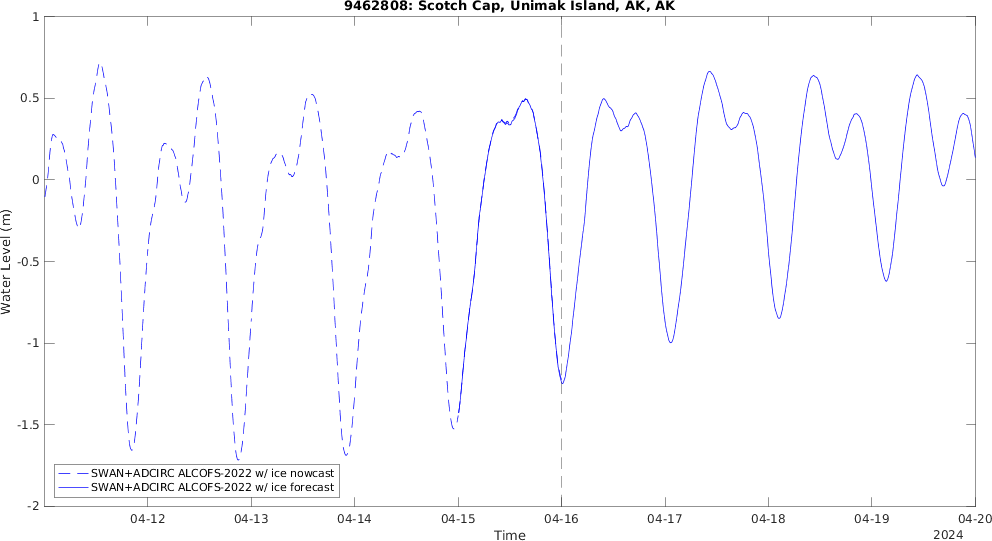 9462808: Scotch Cap, Unimak Island, AK, AK
1
0.5
0
-0.5
-1
-1.5
-2
Water Level (m)
SWAN+ADCIRC ALCOFS-2022 w/ ice nowcast
SWAN+ADCIRC ALCOFS-2022 w/ ice forecast
04-12 04-13 04-14 04-15 04-16 04-17 04-18 04-19 04-20
Time
2024